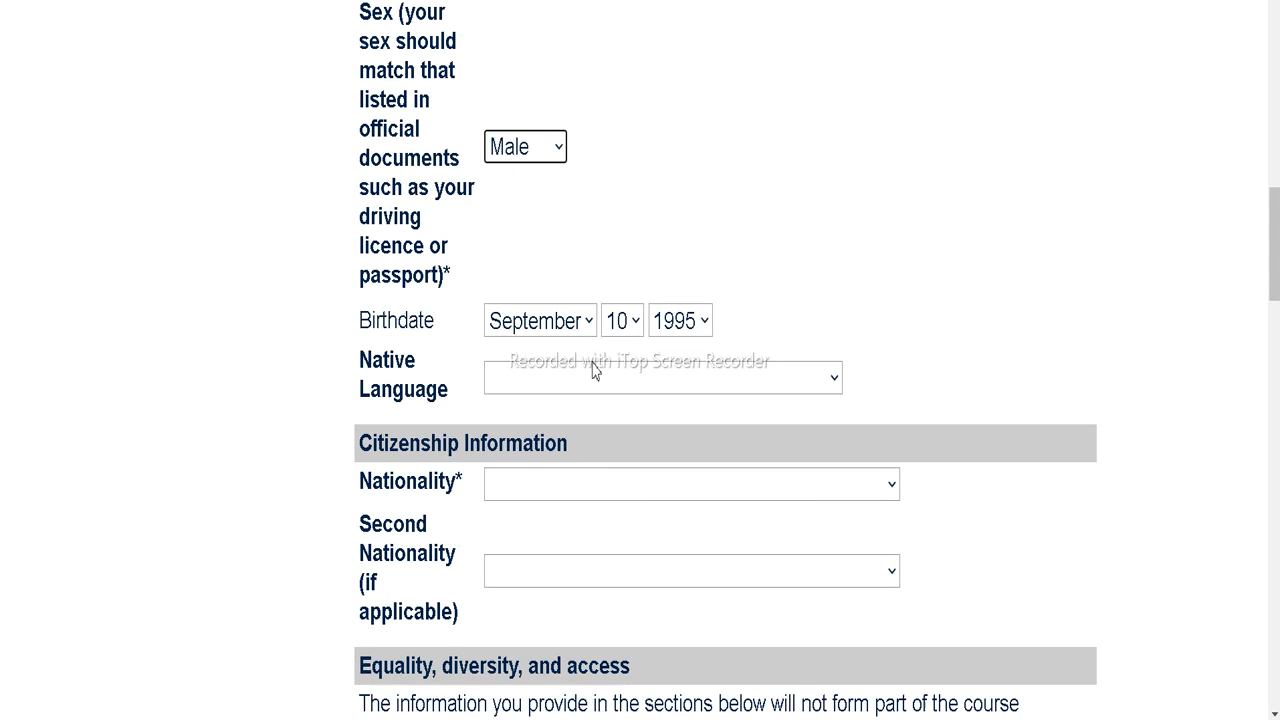 Sex (your
sex should
match that
listed in
official
documents
such as your
driving
licence or
passport)*
Male
Birthdate
September 10 1995
Recorded with iTop Screen Recorder
Native
Language
Citizenship Information
Nationality*
Second
Nationality
(if
applicable)
Equality, diversity, and access
The information you provide in the sections below will not form part of the course